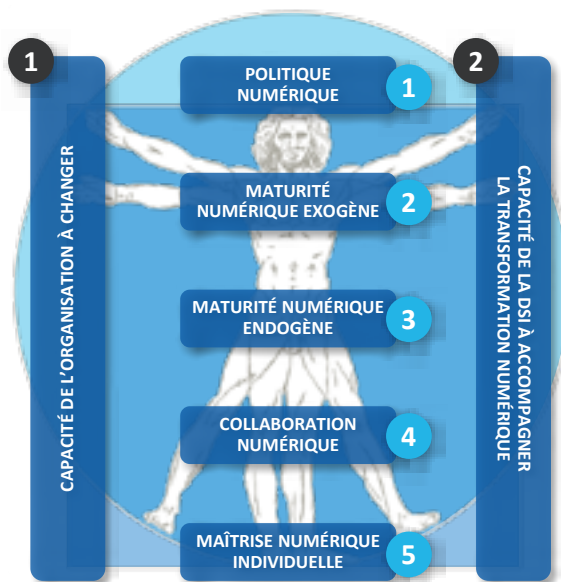 1
CAPACITÉ DE L'ORGANISATION À CHANGER
POLITIQUE
NUMÉRIQUE
1
MATURITÉ
NUMÉRIQUE EXOGÈNE
2
MATURITÉ NUMÉRIQUE
ENDOGÈNE
3
COLLABORATION
NUMÉRIQUE
4
MAÎTRISE NUMÉRIQUE
INDIVIDUELLE
5
2
CAPACITÉ DE LA DSI À ACCOMPAGNER
LA TRANSFORMATION NUMÉRIQUE